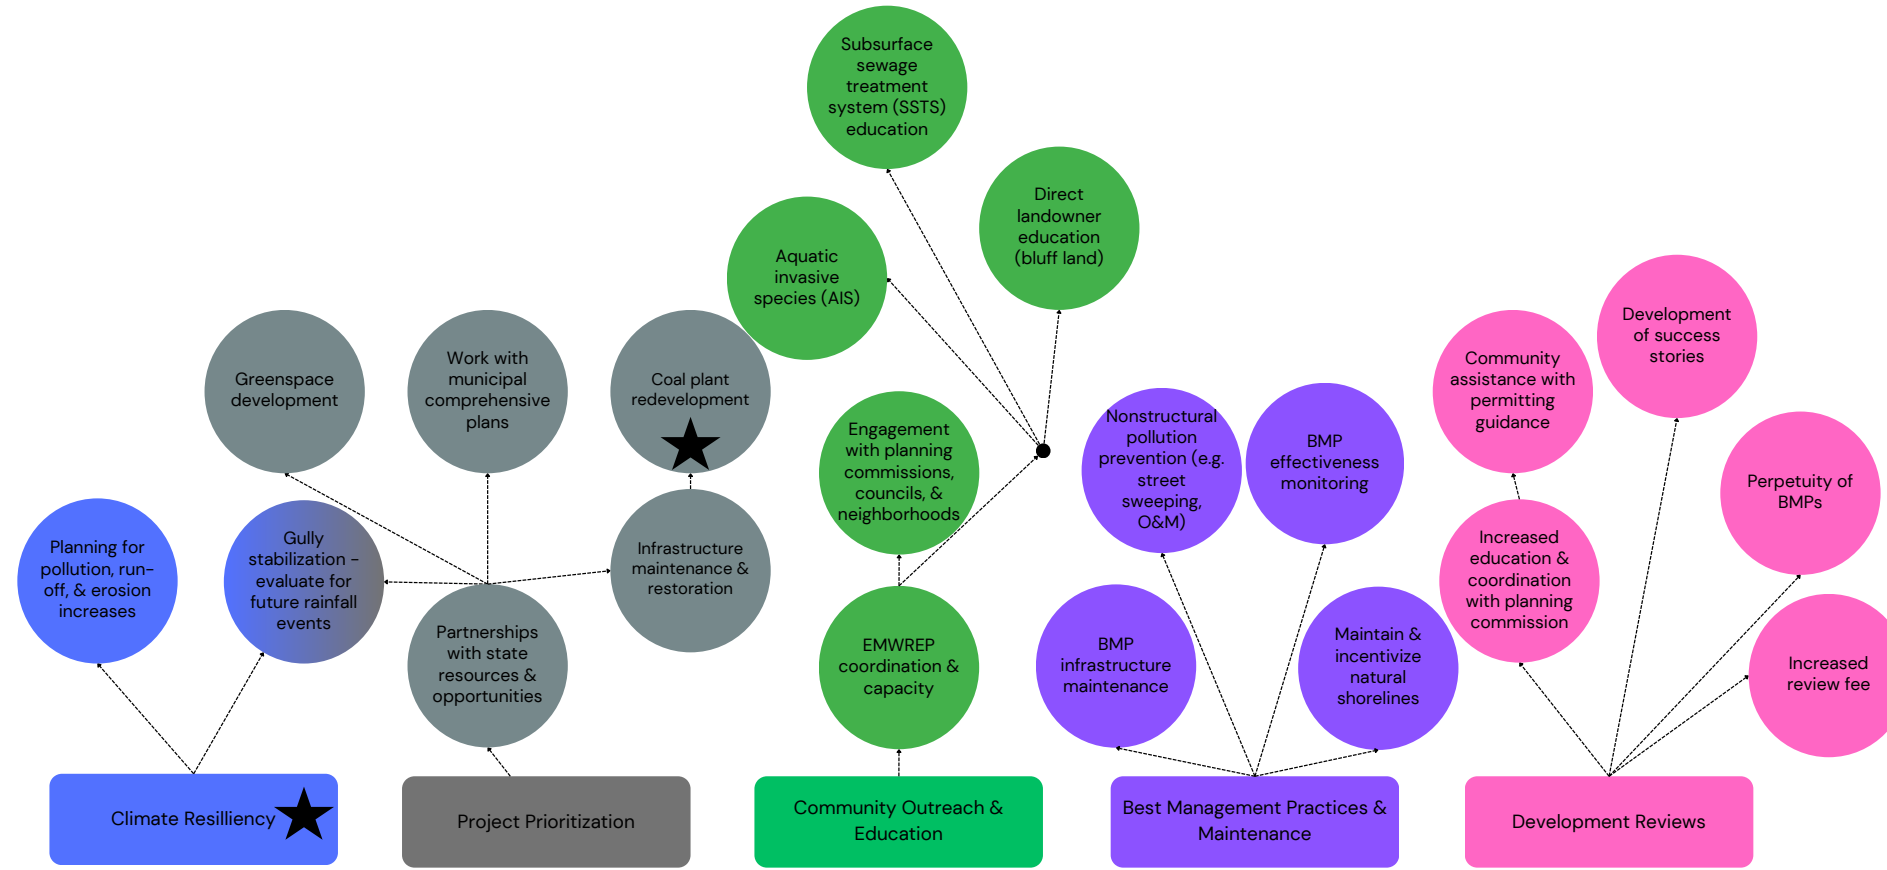 Subsurface
sewage
treatment
system (SSTS)
education
Direct
landowner
education
(bluff land)
Aquatic
invasive
species (AIS)
Greenspace
development
Work with
municipal
comprehensive
plans
Coal plant
redevelopment
Engagement
with planning
commissions,
councils, &
neighborhoods
Nonstructural
pollution
prevention (e.g.
street
sweeping,
O&M)
BMP
effectiveness
monitoring
Community
assistance with
permitting
guidance
Development
of success
stories
Perpetuity of
BMPs
Planning for
pollution, run-
off, & erosion
increases
Gully
stabilization -
evaluate for
future rainfall
events
Infrastructure
maintenance &
restoration
Increased
education &
coordination
with planning
commission
Partnerships
with state
resources &
opportunities
EMWREP
coordination &
capacity
BMP
infrastructure
maintenance
Maintain &
incentivize
natural
shorelines
Increased
review fee
Climate Resilliency
Project Prioritization
Community Outreach &
Education
Best Management Practices &
Maintenance
Development Reviews